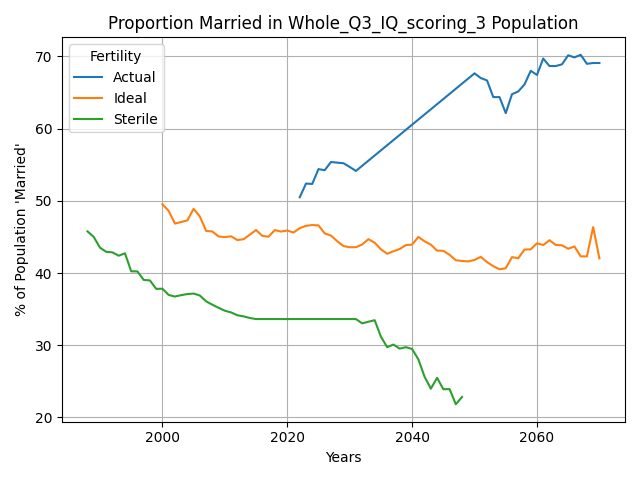 Proportion Married in Whole_Q3_IQ_scoring_3 Population
Fertility
Actual
Ideal
Sterile
% of Population 'Married'
70
60
50
40
30
20
2000
2020
2040
2060
Years